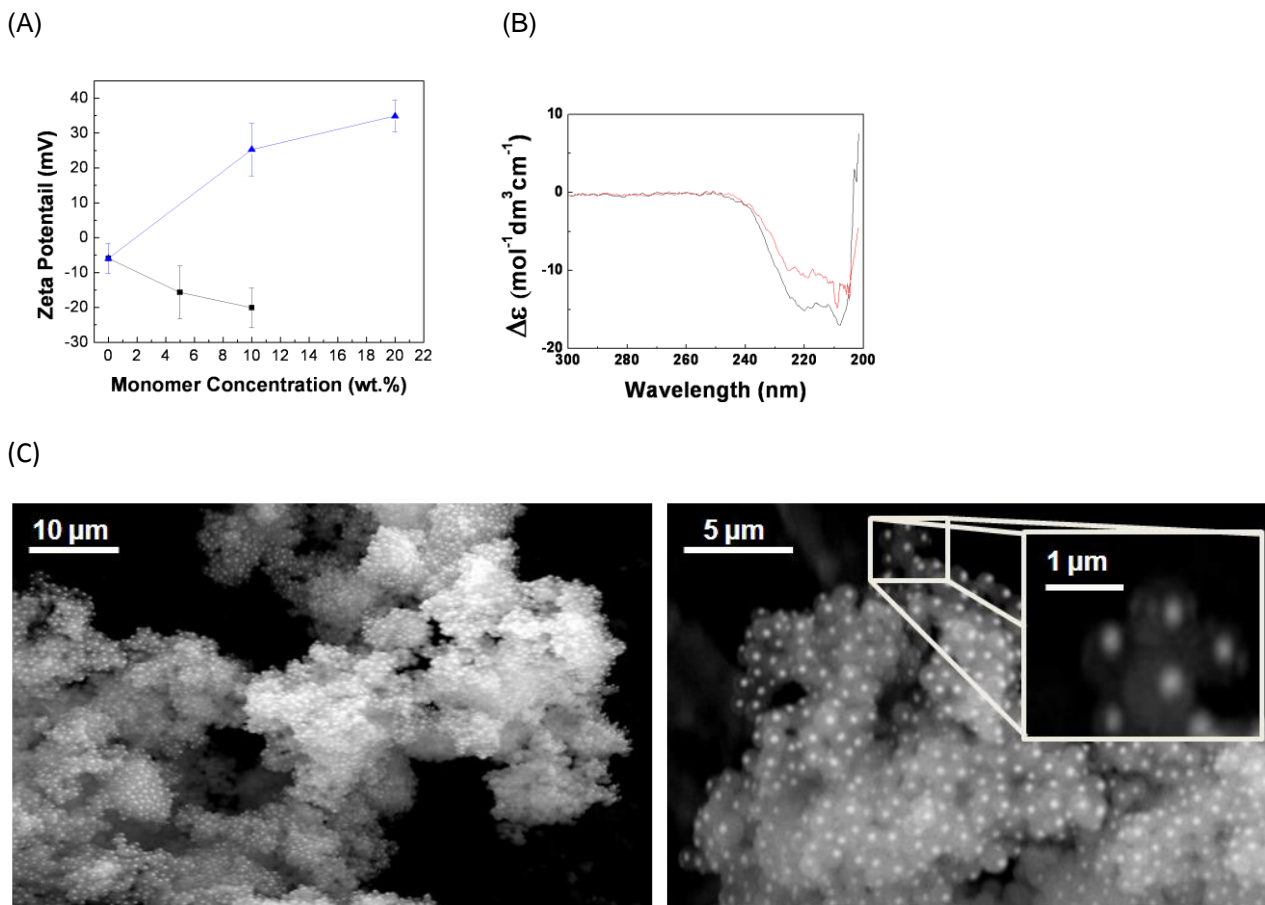 (A)
(B)
40
30
20
10
0
-10
-20
-30
0 2 4 6 8 10 12 14 16 18 20 22
Zeta Potentail (mV)
Monomer Concentration (wt.%)
10
0
-10
-20
300 280 260 240 220 200
Δε (mol⁻¹dm³cm⁻¹)
Wavelength (nm)
(C)
10 µm
5 µm
1 µm